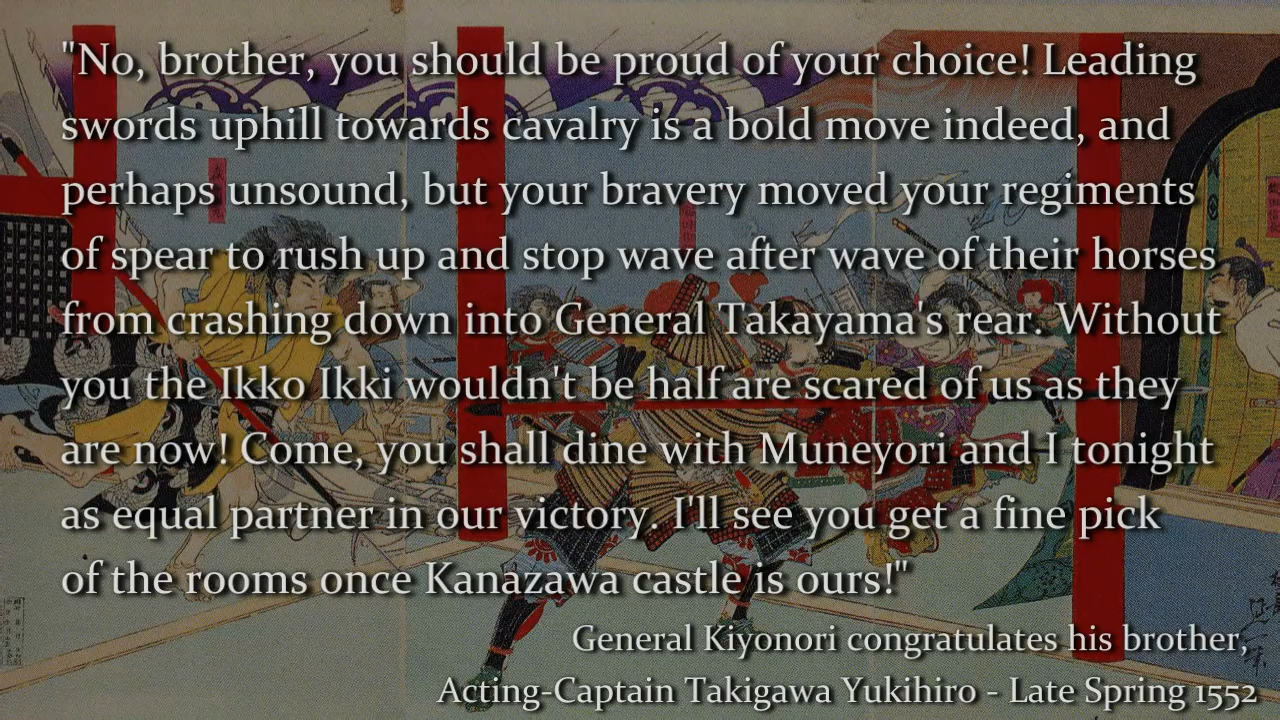 "No, brother, you should be proud of your choice! Leading
swords uphill towards cavalry is a bold move indeed, and
perhaps unsound, but your bravery moved your regiments
of spear to rush up and stop wave after wave of their horses
from crashing down into General Takayama's rear. Without
you the Ikko Ikki wouldn't be half are scared of us as they
are now! Come, you shall dine with Muneyori and I tonight
as equal partner in our victory. I'll see you get a fine pick
of the rooms once Kanazawa castle is ours!"
General Kiyonori congratulates his brother,
Acting-Captain Takigawa Yukihiro - Late Spring 1552